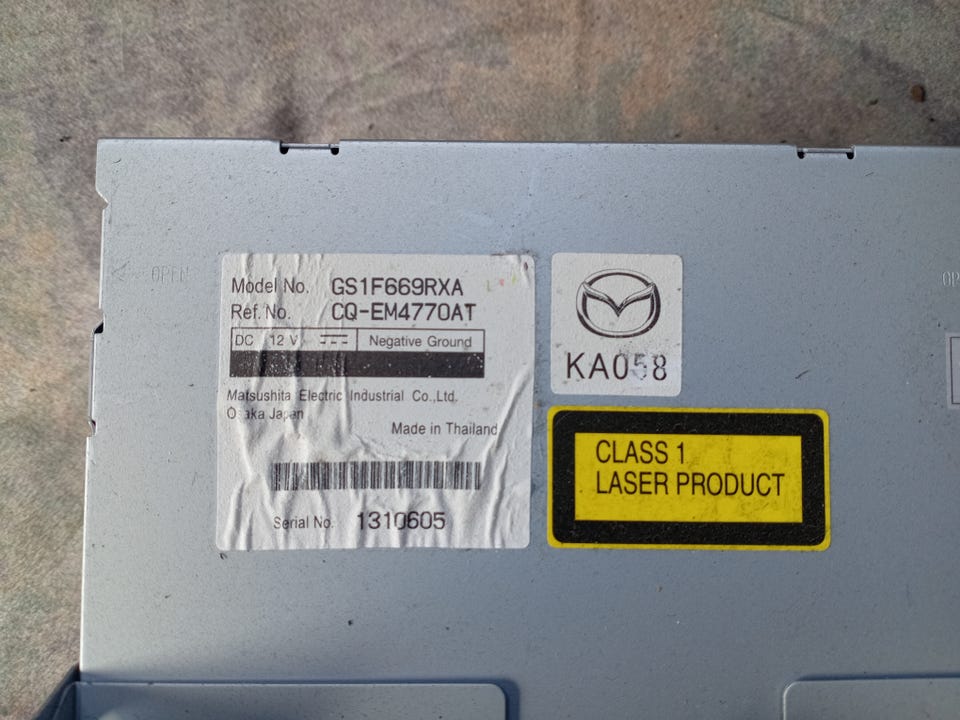 OPEN
Model No. GS1F669RXA
Ref. No. CQ-EM4770AT
DC 12 V Negative Ground
Matsushita Electric Industrial Co.,Ltd.
Osaka Japan
Made in Thailand
Serial No. 1310605
KA058
CLASS 1
LASER PRODUCT